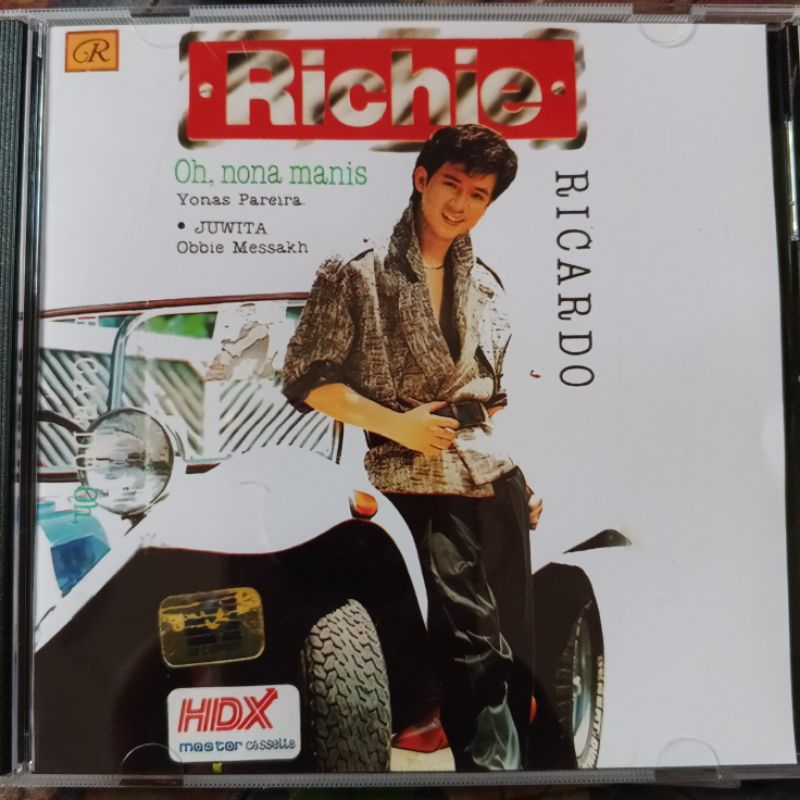 R
Richie
Oh, nona manis
Yonas Pareira.
• JUWITA
Obbie Messakh
RICARDO
HDX
master cassette